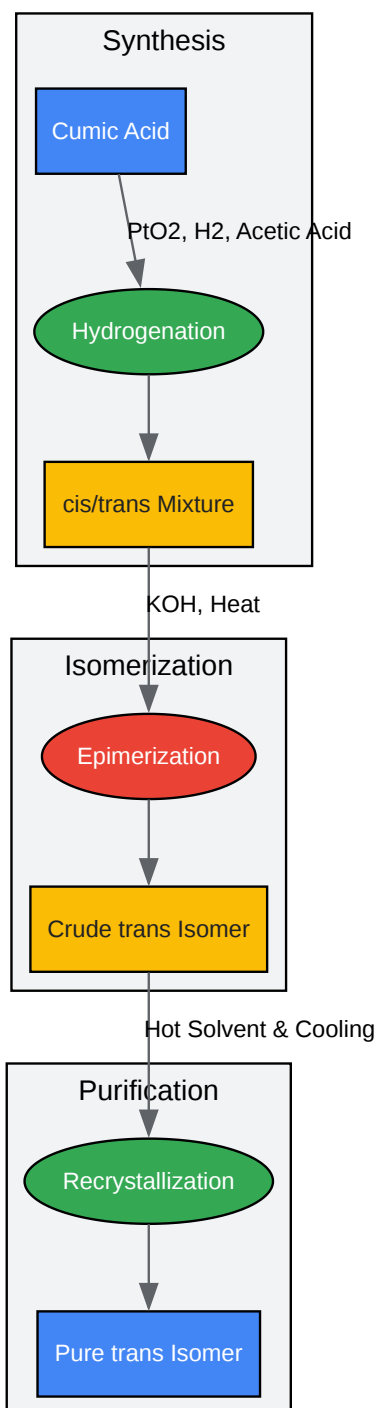 Synthesis
Cumic Acid
PtO2, H2, Acetic Acid
Hydrogenation
cis/trans Mixture
KOH, Heat
Isomerization
Epimerization
Crude trans Isomer
Hot Solvent & Cooling
Purification
Recrystallization
Pure trans Isomer